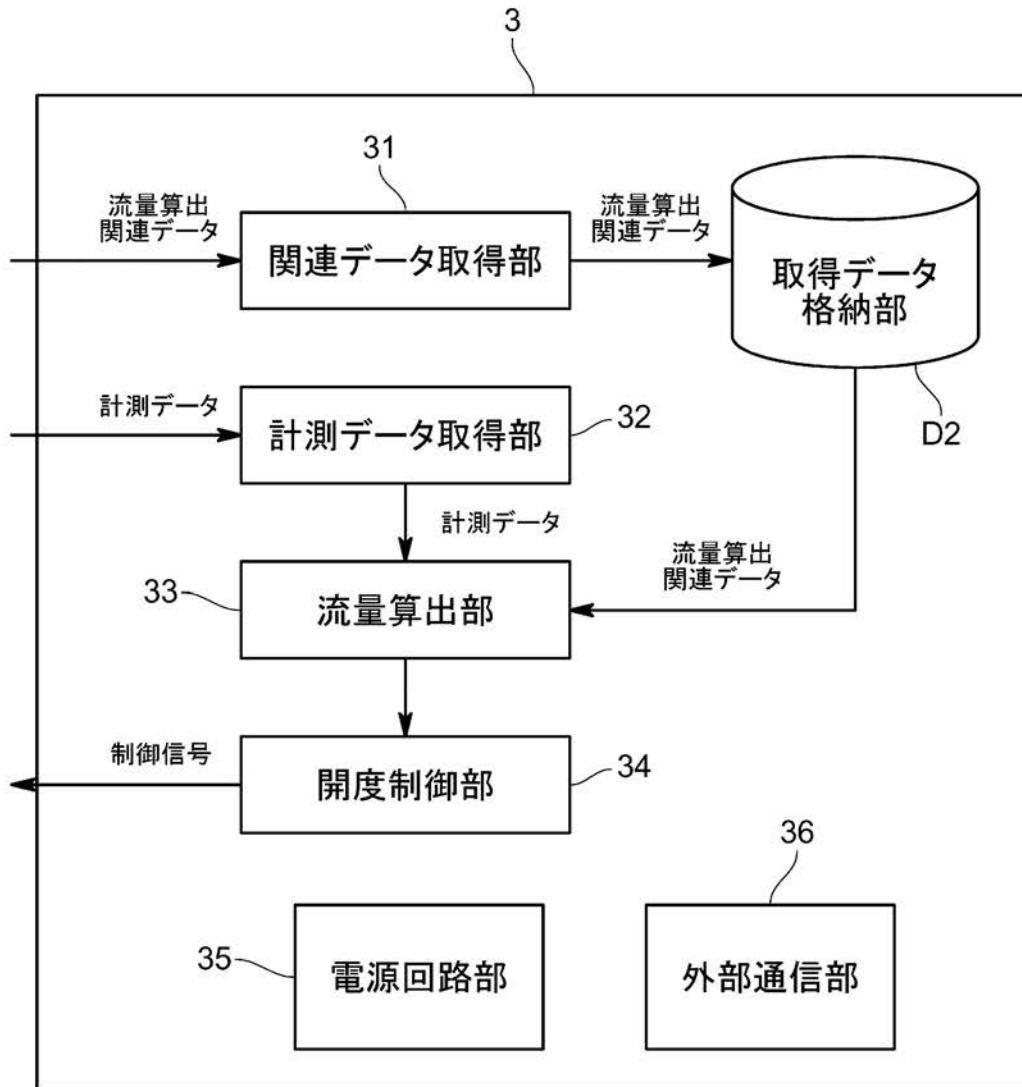 3
31
流量算出
関連データ
関連データ取得部
流量算出
関連データ
取得データ
格納部
D2
計測データ
計測データ取得部
32
計測データ
流量算出
関連データ
33
流量算出部
制御信号
開度制御部
34
36
35
電源回路部
外部通信部